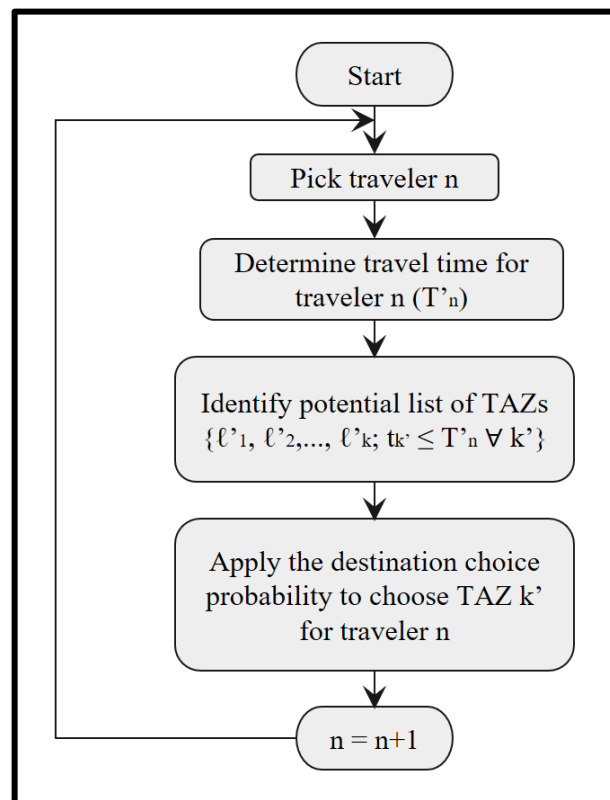 Start
Pick traveler n
Determine travel time for
traveler n (T’ₙ)
Identify potential list of TAZs
{ℓ’₁, ℓ’₂,..., ℓ’ₖ; tₖ’ ≤ T’ₙ ∀ k’}
Apply the destination choice
probability to choose TAZ k’
for traveler n
n = n+1